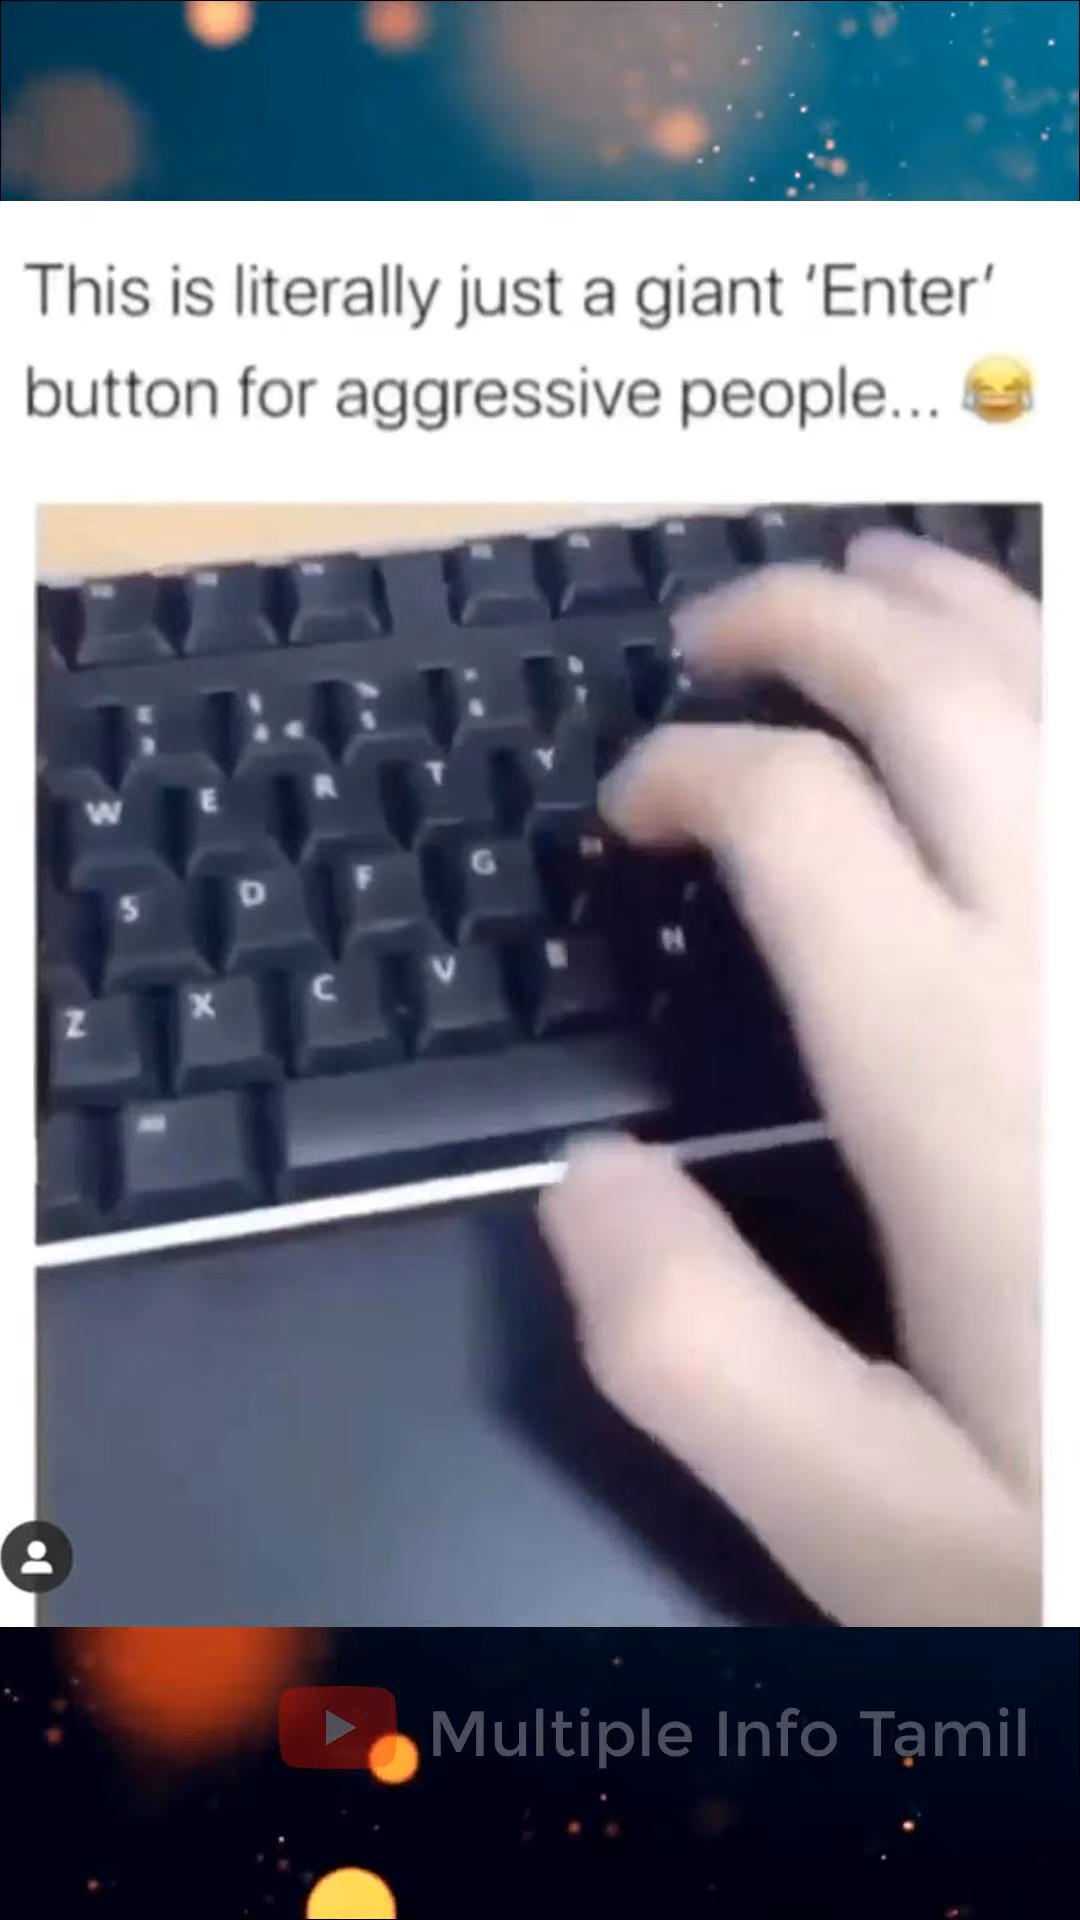 This is literally just a giant ‘Enter’
button for aggressive people... 😂
W E R T Y
S D F G
Z X C V N
Multiple Info Tamil